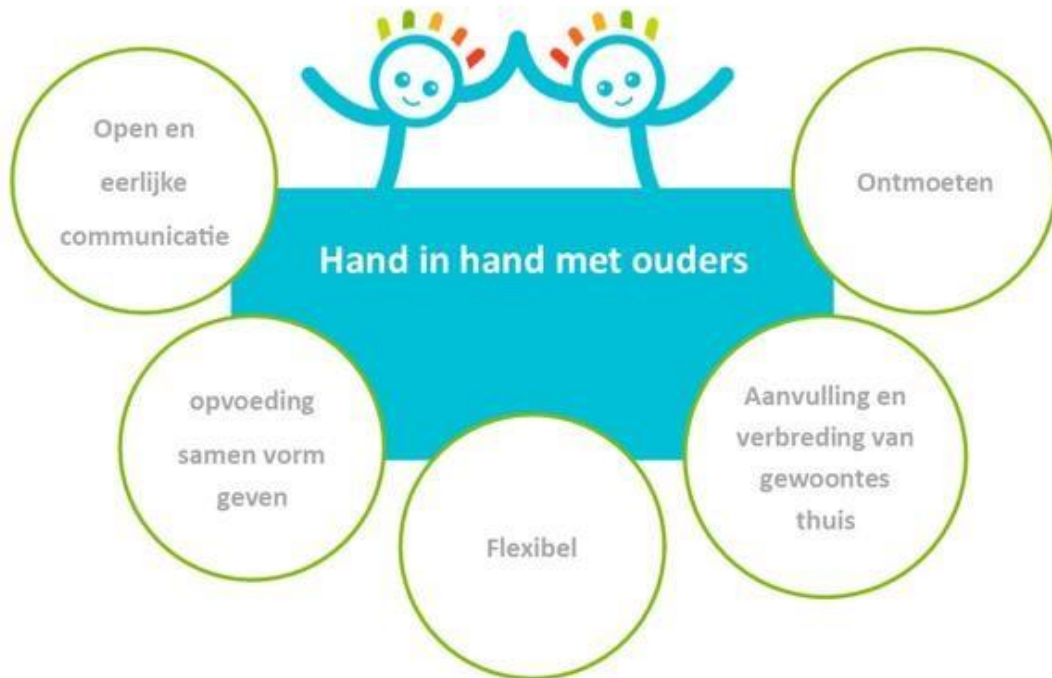 Hand in hand met ouders
Open en
eerlijke
communicatie
opvoeding
samen vorm
geven
Flexibel
Aanvulling en
verbreding van
gewoontes
thuis
Ontmoeten